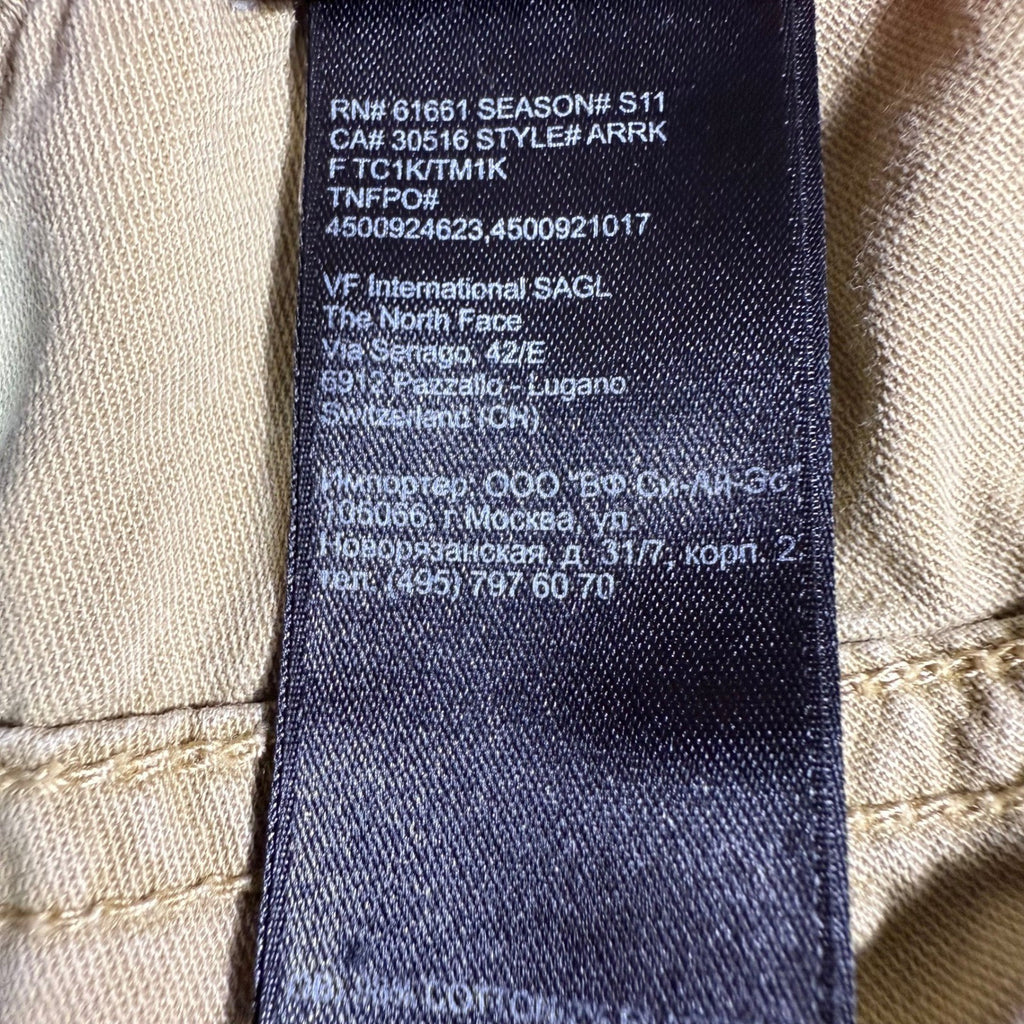 RN# 61661 SEASON# S11
CA# 30516 STYLE# ARRK
F TC1K/TM1K
TNFPO#
4500924623,4500921017
VF International SAGL
The North Face
Via Senago, 42/E
6912 Pazzallo - Lugano
Switzerland (CH)
Импортер: ООО "ВФ Си-Ай-Эс"
105066, г.Москва, ул.
Новорязанская, д. 31/7, корп. 2
тел. (495) 797 60 70
COTTON